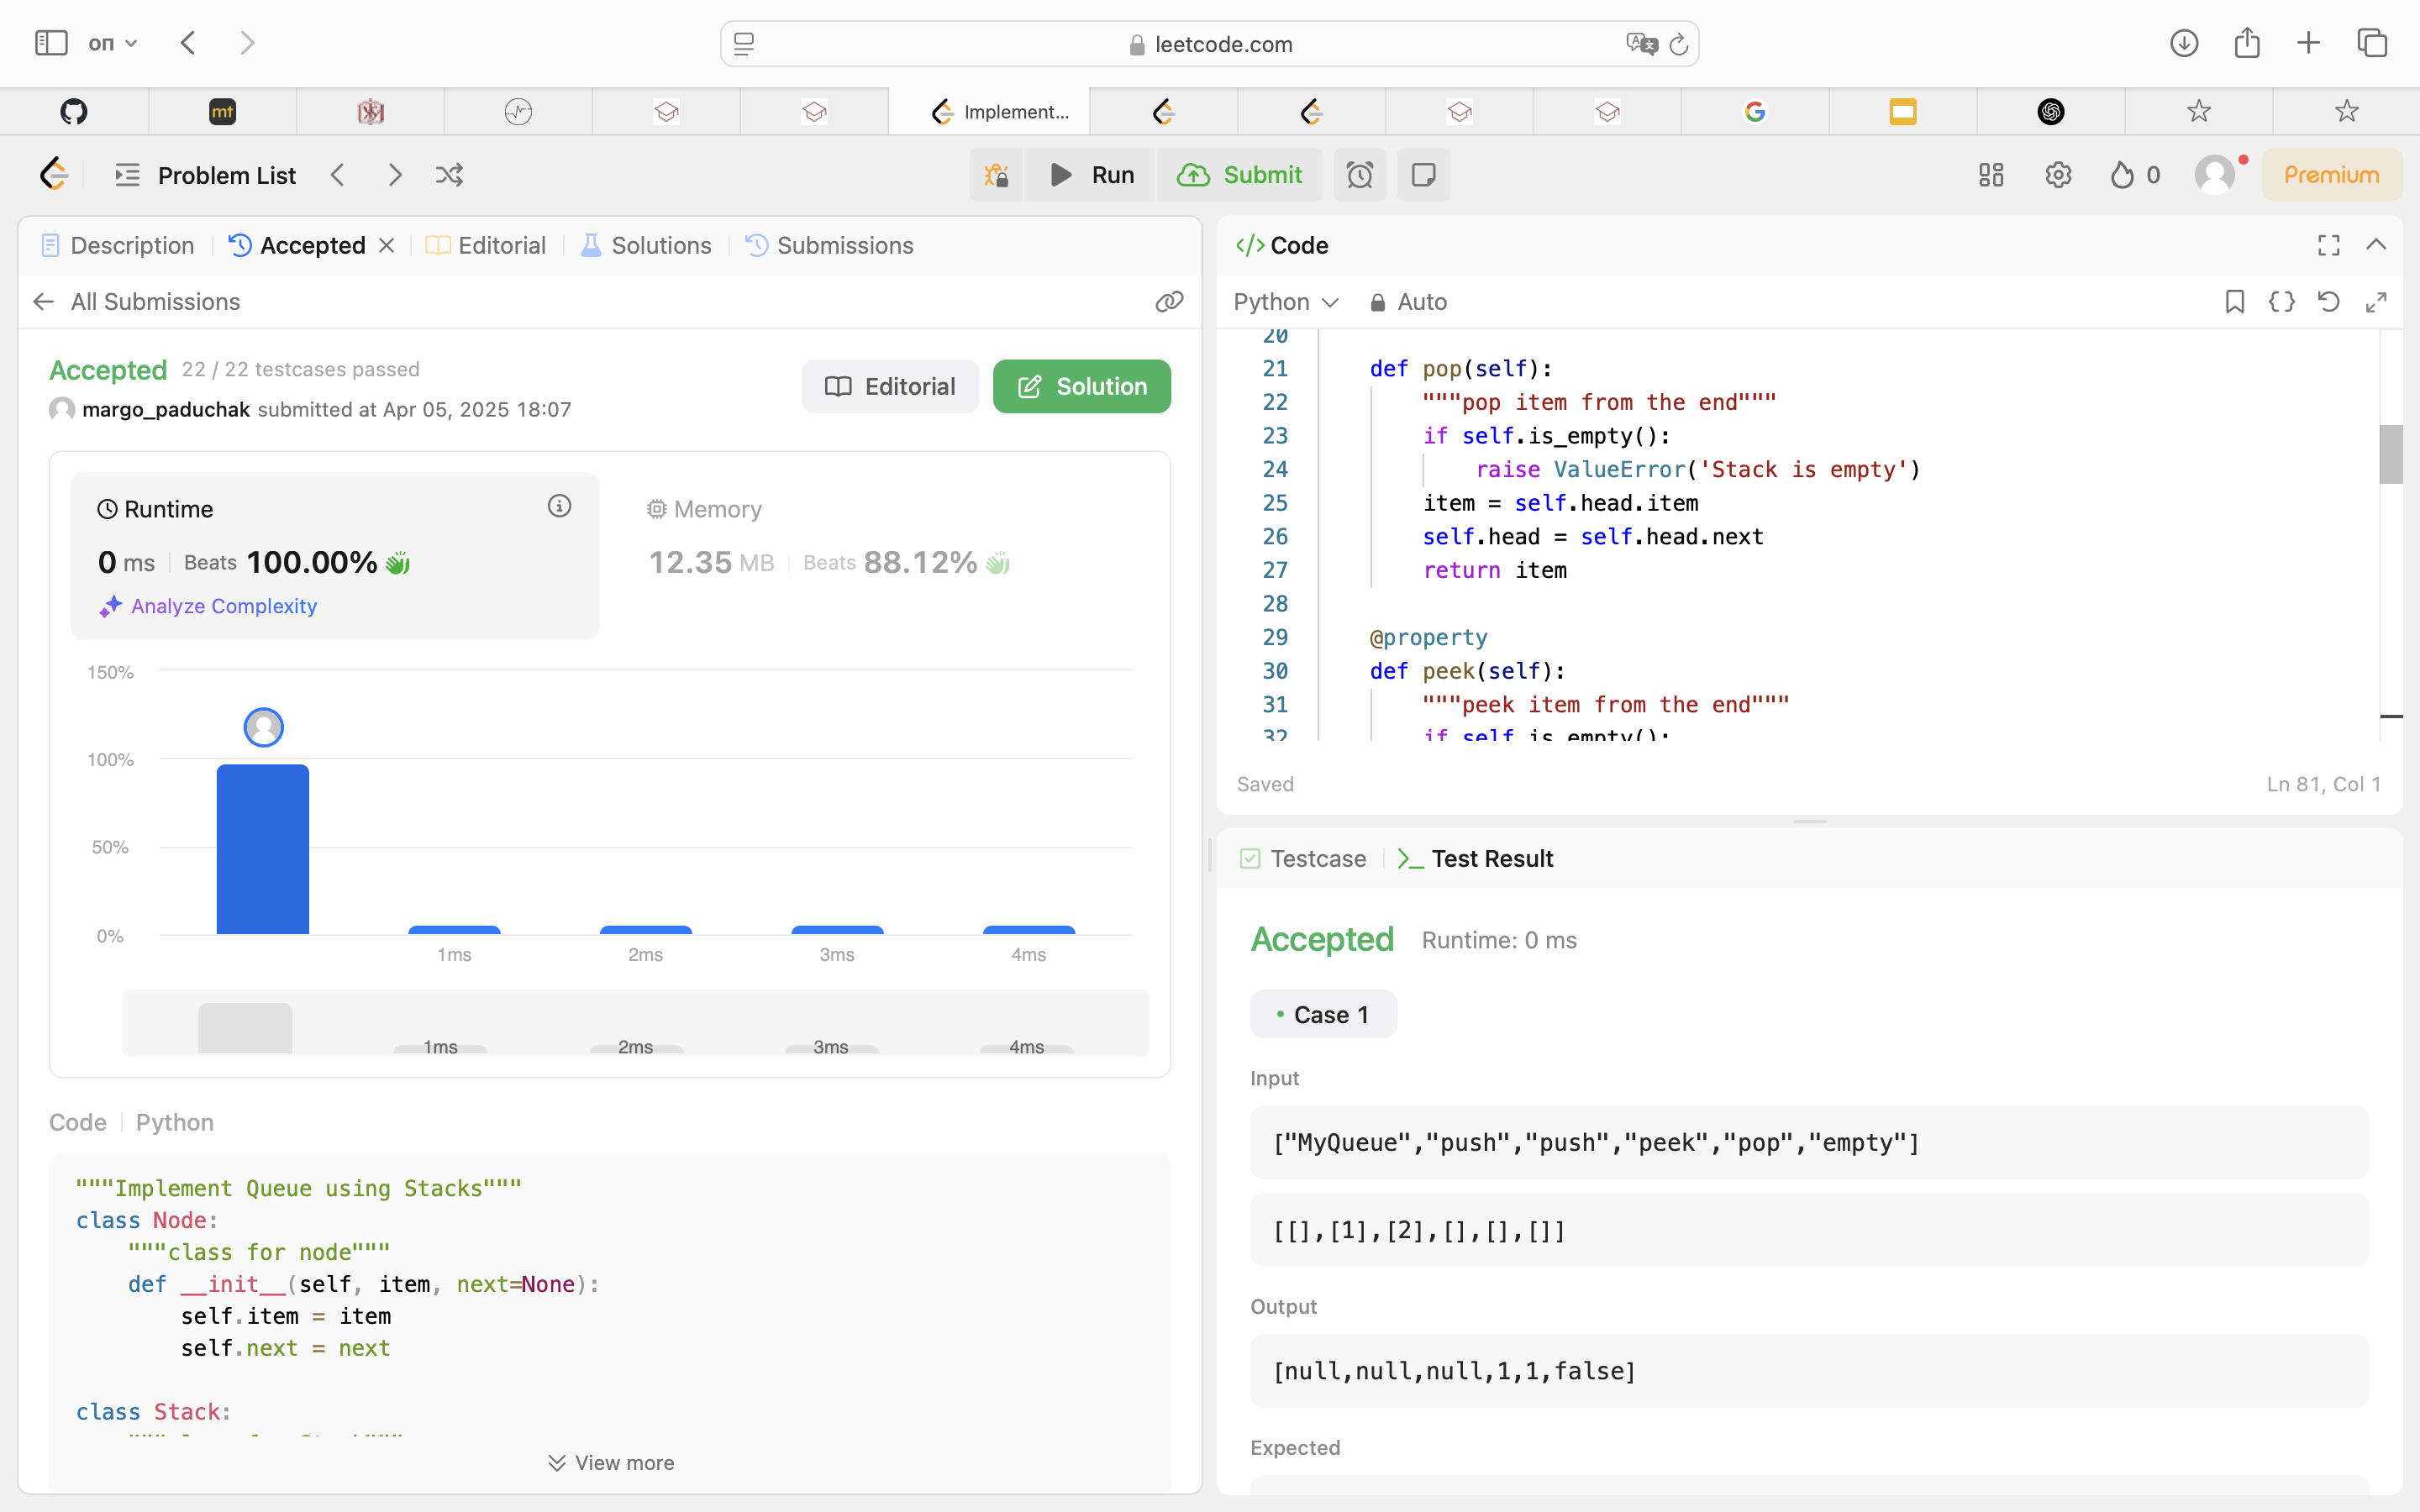 оп
leetcode.com
mt
Implement...
Problem List
Run
Submit
0
Premium
Description
Accepted
Editorial
Solutions
Submissions
All Submissions
Accepted 22 / 22 testcases passed
margo_paduchak submitted at Apr 05, 2025 18:07
Editorial
Solution
Runtime
0 ms
Beats 100.00%
Analyze Complexity
Memory
12.35 MB
Beats 88.12%
150%
100%
50%
0%
1ms
2ms
3ms
4ms
1ms
2ms
3ms
4ms
Code
Python
"""Implement Queue using Stacks"""
class Node:
    """class for node"""
    def __init__(self, item, next=None):
        self.item = item
        self.next = next
class Stack:
View more
</> Code
Python
Auto
20
21 def pop(self):
22     """pop item from the end"""
23     if self.is_empty():
24         raise ValueError('Stack is empty')
25     item = self.head.item
26     self.head = self.head.next
27     return item
28
29 @property
30 def peek(self):
31     """peek item from the end"""
32     if self.is_empty():
Saved
Ln 81, Col 1
Testcase
Test Result
Accepted
Runtime: 0 ms
Case 1
Input
["MyQueue","push","push","peek","pop","empty"]
[[],[1],[2],[],[],[]]
Output
[null,null,null,1,1,false]
Expected